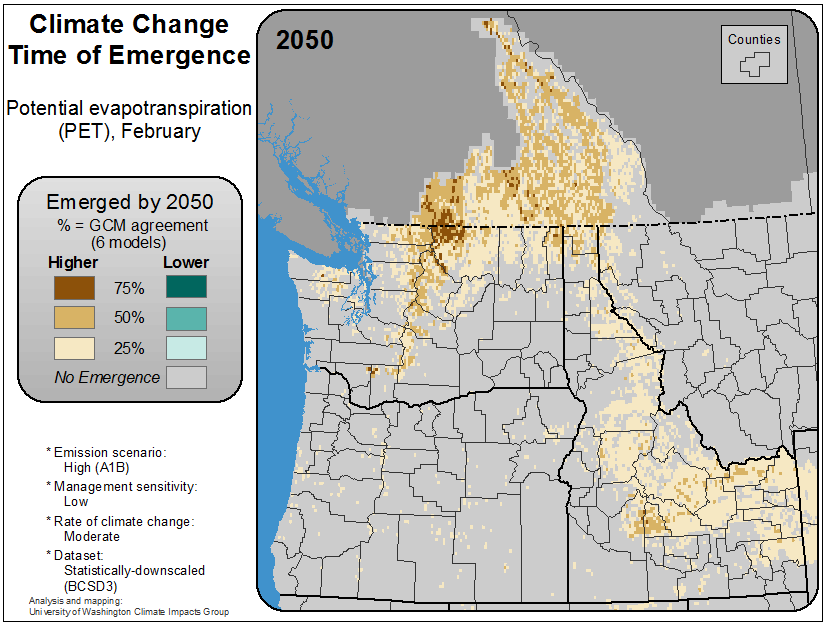 Climate Change
Time of Emergence
Potential evapotranspiration
(PET), February
Emerged by 2050
% = GCM agreement
(6 models)
Higher Lower
75%
50%
25%
No Emergence
* Emission scenario:
High (A1B)
* Management sensitivity:
Low
* Rate of climate change:
Moderate
* Dataset:
Statistically-downscaled
(BCSD3)
Analysis and mapping:
University of Washington Climate Impacts Group
2050
Counties